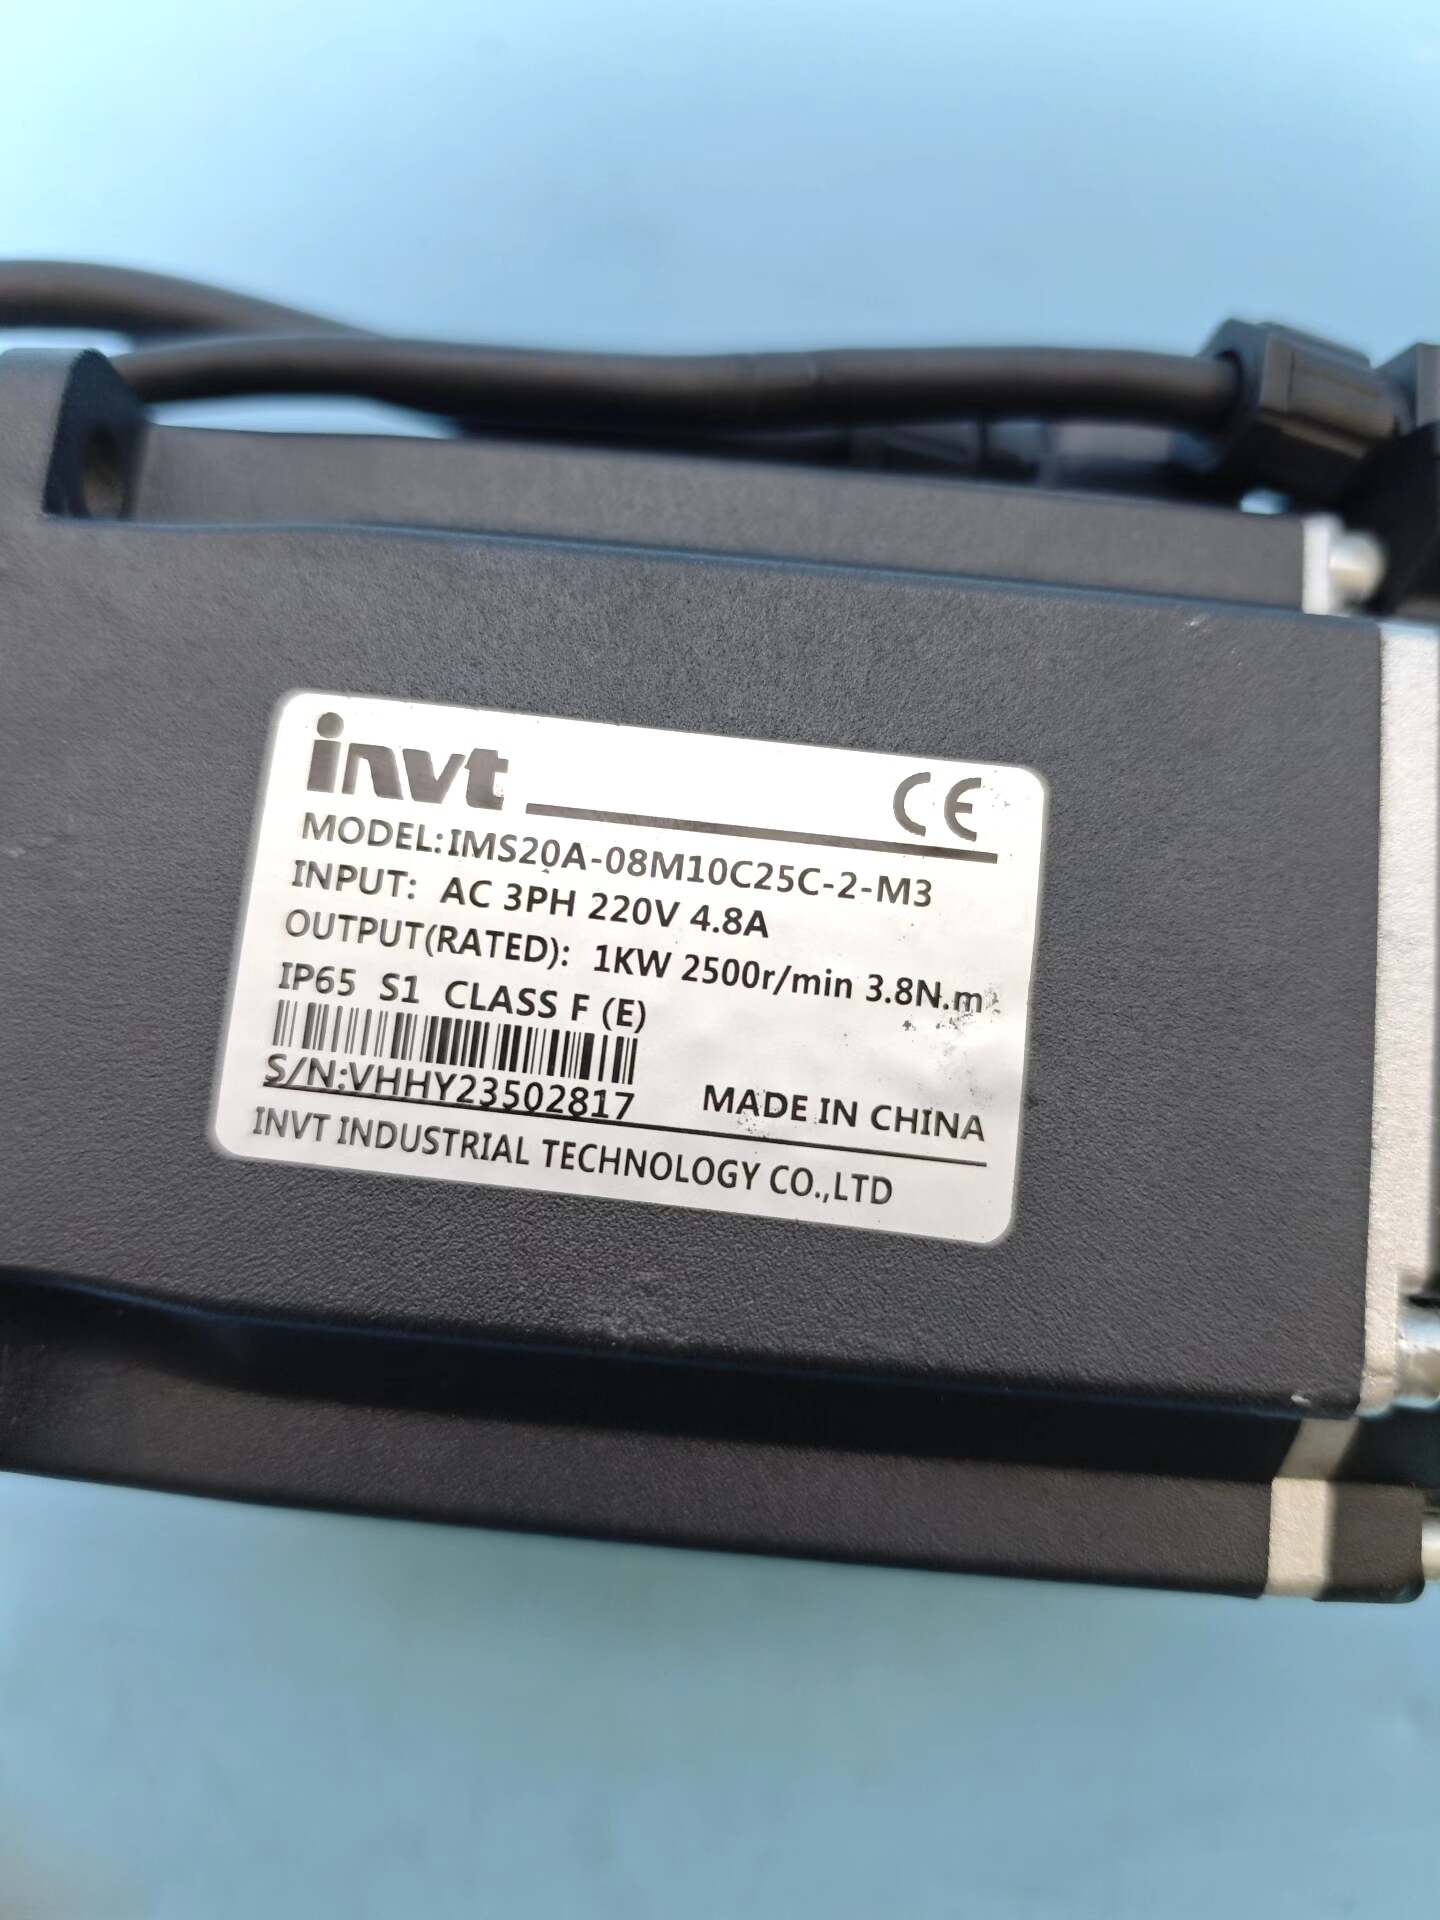 invt CE
MODEL:IMS20A-08M10C25C-2-M3
INPUT: AC 3PH 220V 4.8A
OUTPUT(RATED): 1KW 2500r/min 3.8N.m
IP65 S1 CLASS F (E)
S/N:VHHY23502817 MADE IN CHINA
INVT INDUSTRIAL TECHNOLOGY CO.,LTD